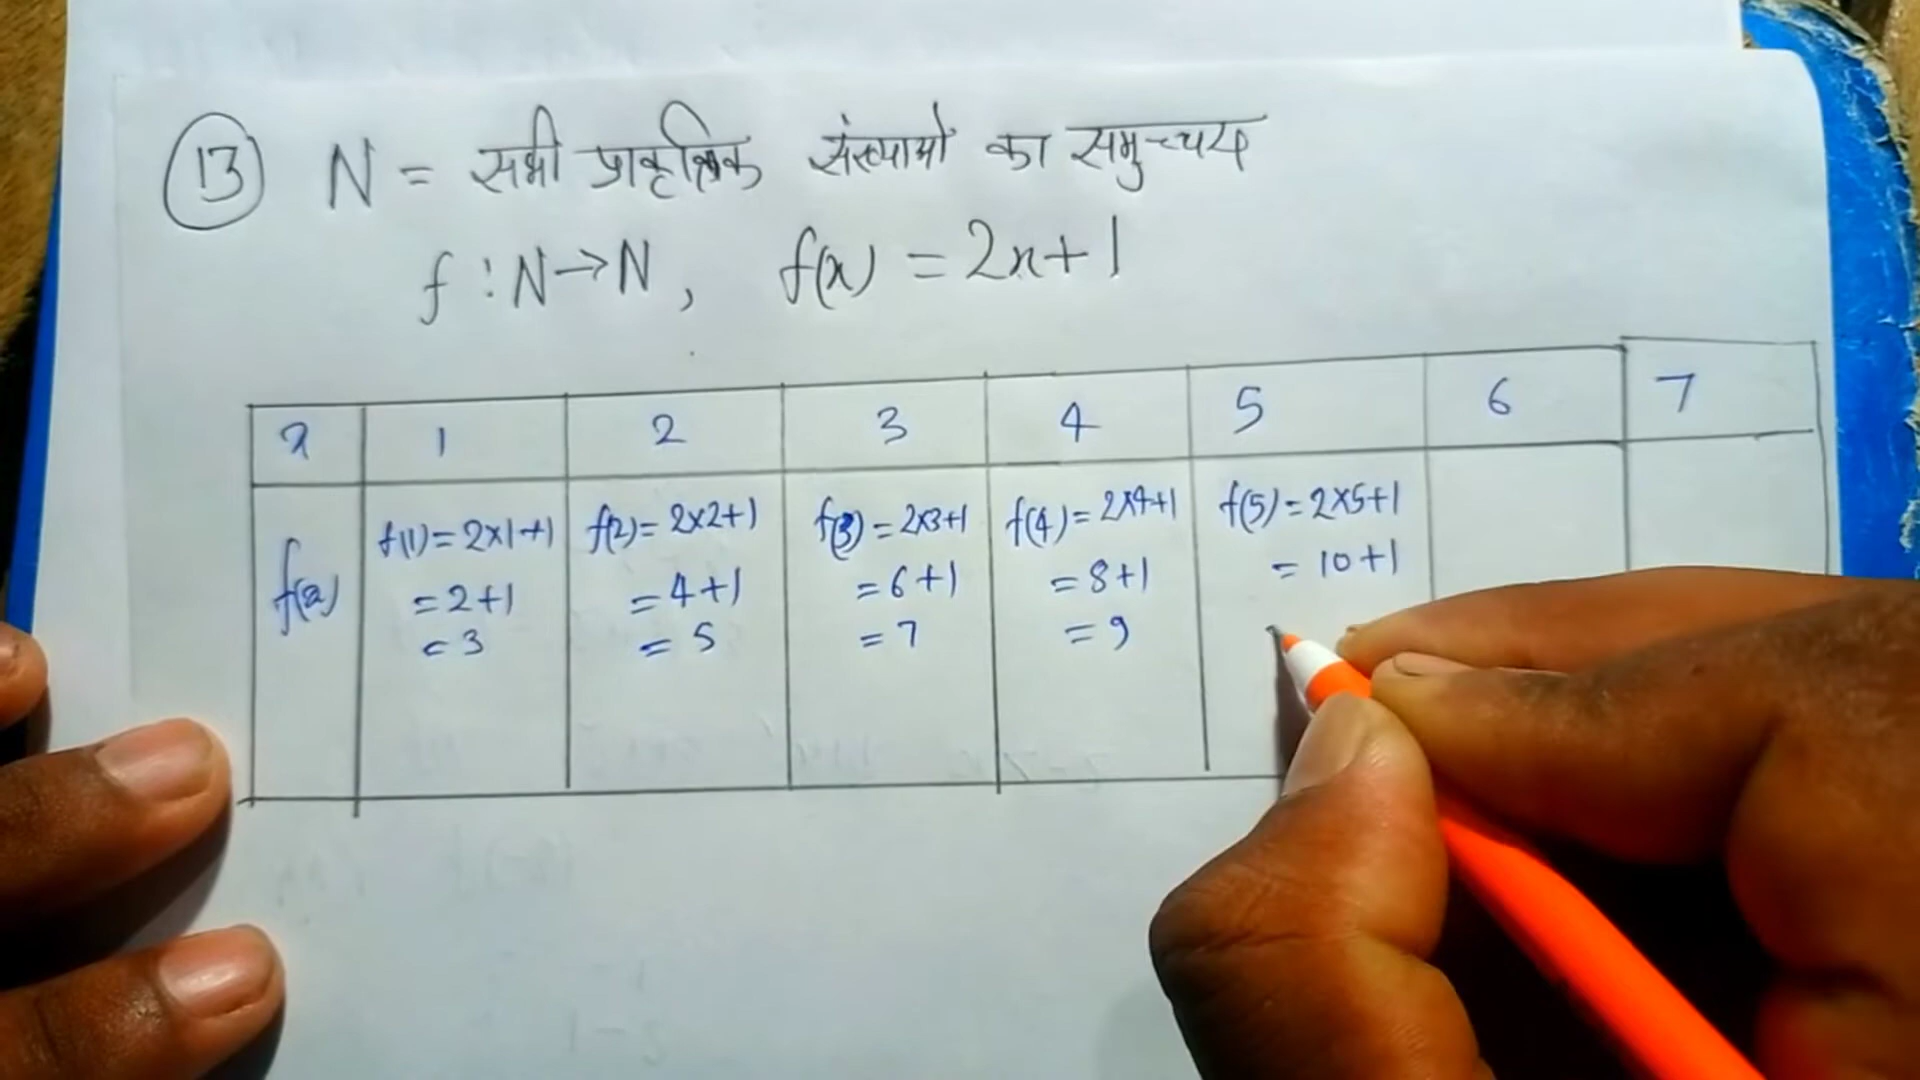 13 N = सभी प्राकृतिक संख्यायों का समुच्चय
f : N→N, f(x) = 2x+1
x 1 2 3 4 5 6 7
f(x) f(1)=2×1+1 f(2)=2×2+1 f(3)=2×3+1 f(4)=2×4+1 f(5)=2×5+1
=2+1 =4+1 =6+1 =8+1 =10+1
=3 =5 =7 =9